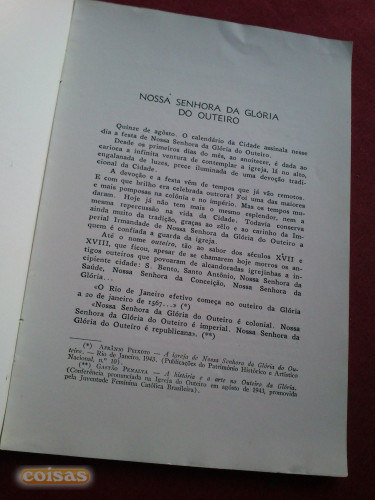 NOSSA SENHORA DA GLÓRIA
DO OUTEIRO
Quinze de agôsto. O calendário da Cidade assinala nesse
dia a festa de Nossa Senhora da Glória do Outeiro.
Desde os primeiros dias do mês, ao anoitecer, é dado ao
carioca a infinita ventura de contemplar a igreja, lá no alto,
engalanada de luzes, prece iluminada de uma devoção tradi-
cional da Cidade.
A devoção e a festa vêm de tempos que já vão remotos.
E com que brilho era celebrada outrora! Foi uma das maiores
e mais pomposas na colônia e no império. Mas os tempos mu-
daram. Hoje já não tem mais o mesmo esplendor, nem a
mesma repercussão na vida da Cidade. Todavia conserva
ainda muito da tradição, graças ao zêlo e ao carinho da Im-
perial Irmandade de Nossa Senhora da Glória do Outeiro a
quem é confiada a guarda da igreja.
Até o nome outeiro, tão ao sabor dos séculos XVII e
XVIII, que ficou, apesar de se chamarem hoje morros os an-
tigos outeiros que povoaram de alcandoradas igrejinhas a in-
cipiente cidade: S. Bento, Santo Antônio, Nossa Senhora da
Saúde, Nossa Senhora da Conceição, Nossa Senhora da
Glória...
«O Rio de Janeiro efetivo começa no outeiro da Glória
a 20 de janeiro de 1567...» (*)
«Nossa Senhora da Glória do Outeiro é colonial. Nossa
Senhora da Glória do Outeiro é imperial. Nossa Senhora da
Glória do Outeiro é republicana». (**)
(*) AFRÂNIO PEIXOTO — A igreja de Nossa Senhora da Glória do Ou-
teiro. — Rio de Janeiro, 1943. (Publicações do Patrimônio Histórico e Artístico
Nacional, n.º 10).
(**) GASTÃO PENALVA — A história e a arte no Outeiro da Glória.
(Conferência pronunciada na Igreja do Outeiro em agôsto de 1943, promovida
pela Juventude Feminina Católica Brasileira).
coisas